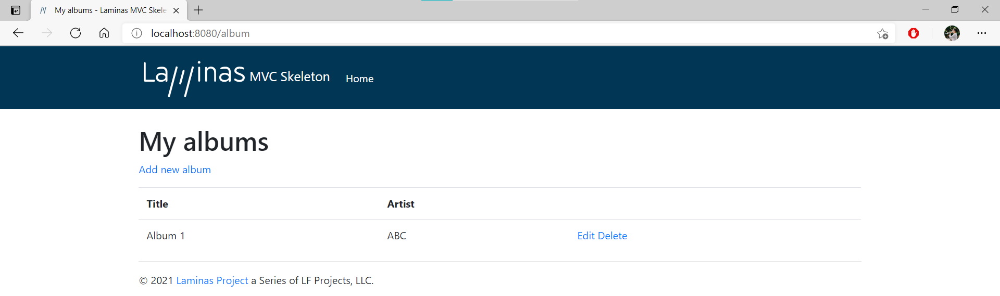 My albums - Laminas MVC Skele
localhost:8080/album
Laminas MVC Skeleton Home
My albums
Add new album
Title Artist
Album 1 ABC Edit Delete
© 2021 Laminas Project a Series of LF Projects, LLC.